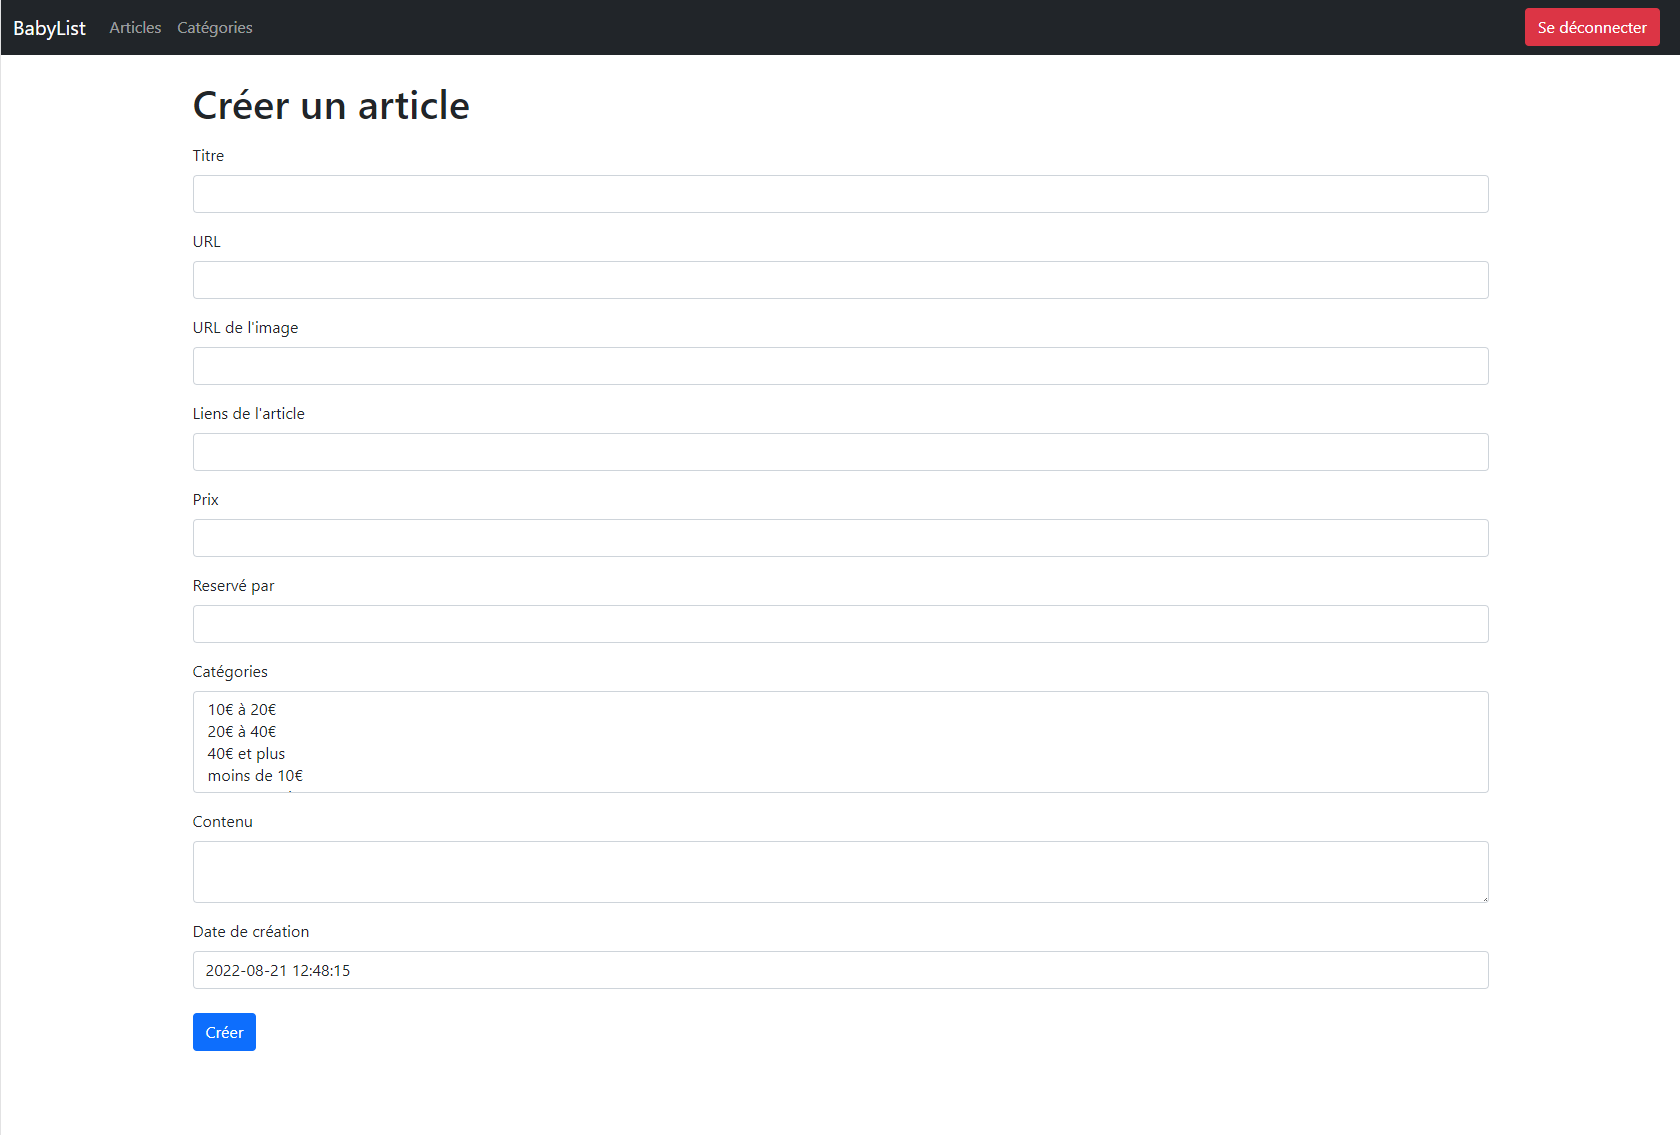 BabyList Articles Catégories Se déconnecter
Créer un article
Titre
URL
URL de l'image
Liens de l'article
Prix
Reservé par
Catégories
10€ à 20€
20€ à 40€
40€ et plus
moins de 10€
Contenu
Date de création
2022-08-21 12:48:15
Créer